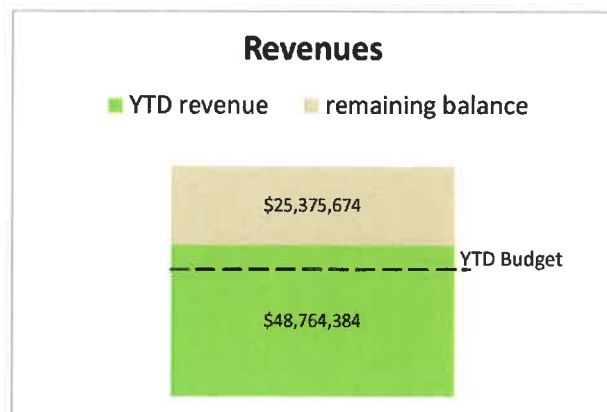 Revenues
YTD revenue remaining balance
$25,375,674
YTD Budget
$48,764,384